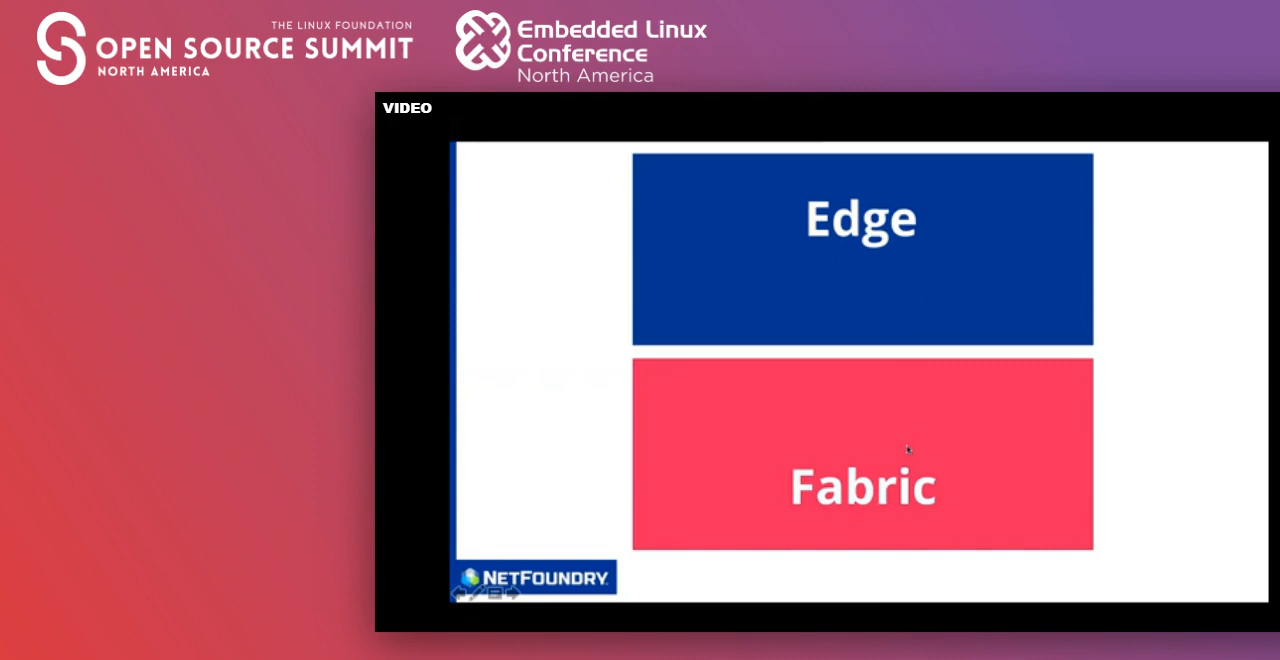 THE LINUX FOUNDATION
OPEN SOURCE SUMMIT
NORTH AMERICA
Embedded Linux
Conference
North America
VIDEO
Edge
Fabric
NETFOUNDRY